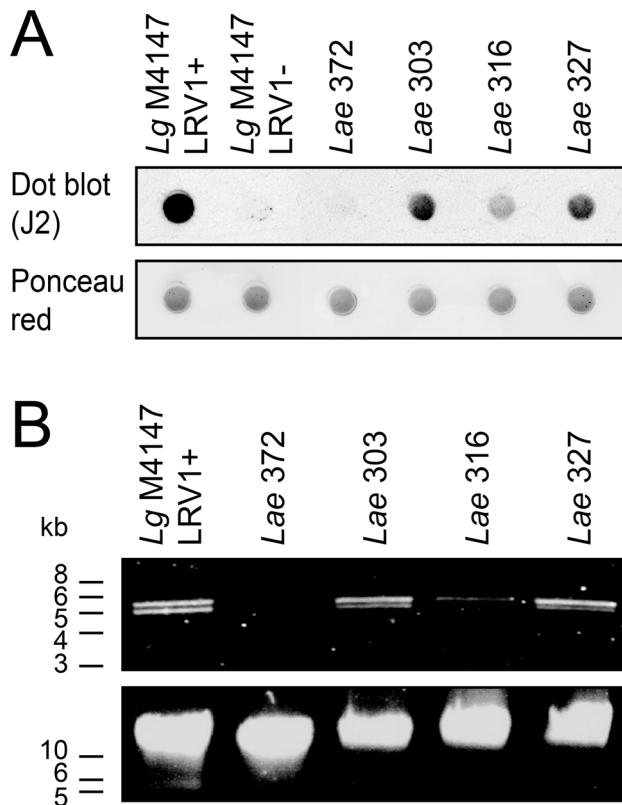 A
Lg M4147
LRV1+
Lg M4147
LRV1-
Lae 372
Lae 303
Lae 316
Lae 327
Dot blot
(J2)
Ponceau
red
B
Lg M4147
LRV1+
Lae 372
Lae 303
Lae 316
Lae 327
kb
8
6
5
4
3
10
6
5